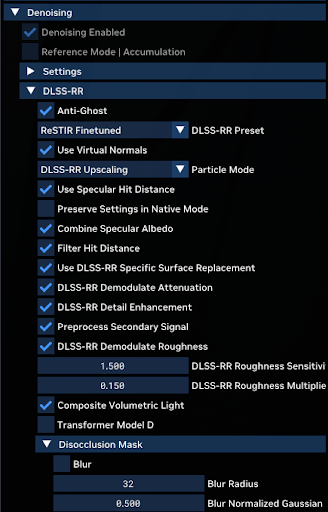 Denoising
Denoising Enabled
Reference Mode | Accumulation
Settings
DLSS-RR
Anti-Ghost
ReSTIR Finetuned DLSS-RR Preset
Use Virtual Normals
DLSS-RR Upscaling Particle Mode
Use Specular Hit Distance
Preserve Settings in Native Mode
Combine Specular Albedo
Filter Hit Distance
Use DLSS-RR Specific Surface Replacement
DLSS-RR Demodulate Attenuation
DLSS-RR Detail Enhancement
Preprocess Secondary Signal
DLSS-RR Demodulate Roughness
1.500 DLSS-RR Roughness Sensitivi
0.150 DLSS-RR Roughness Multiplie
Composite Volumetric Light
Transformer Model D
Disocclusion Mask
Blur
32 Blur Radius
0.500 Blur Normalized Gaussian